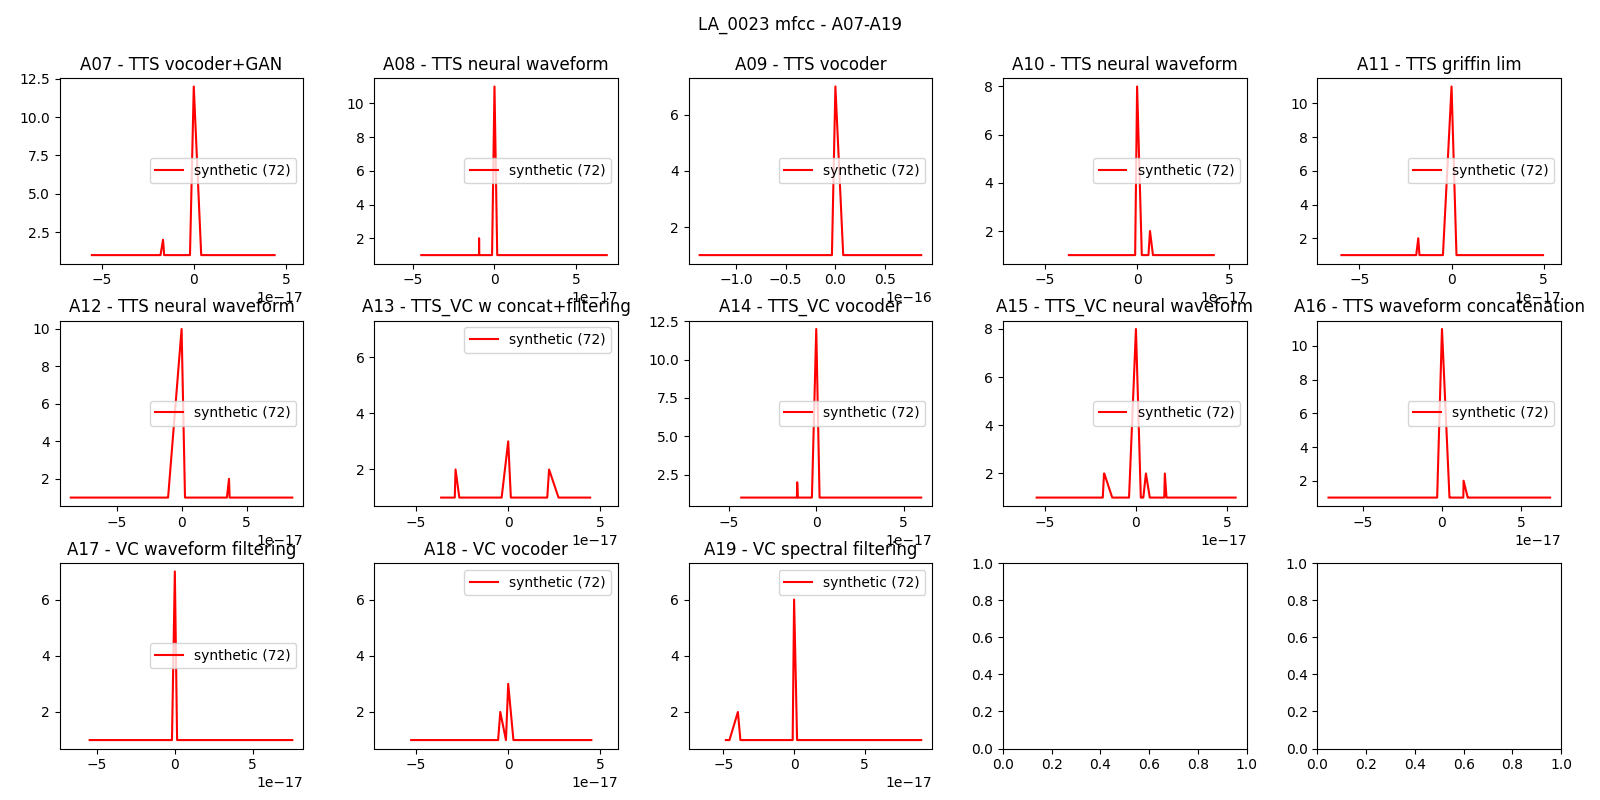 LA_0023 mfcc - A07-A19
A07 - TTS vocoder+GAN
A08 - TTS neural waveform
A09 - TTS vocoder
A10 - TTS neural waveform
A11 - TTS griffin lim
12.5
10.0
7.5
5.0
2.5
synthetic (72)
−5 0 5
1e−17
10
8
6
4
2
synthetic (72)
−5 0 5
1e−17
6
4
2
synthetic (72)
−1.0 −0.5 0.0 0.5
1e−16
8
6
4
2
synthetic (72)
−5 0 5
1e−17
10
8
6
4
2
synthetic (72)
−5 0 5
1e−17
A12 - TTS neural waveform
A13 - TTS_VC w concat+filtering
A14 - TTS_VC vocoder
A15 - TTS_VC neural waveform
A16 - TTS waveform concatenation
10
8
6
4
2
synthetic (72)
−5 0 5
1e−17
6
4
2
synthetic (72)
−5 0 5
1e−17
12.5
10.0
7.5
5.0
2.5
synthetic (72)
−5 0 5
1e−17
8
6
4
2
synthetic (72)
−5 0 5
1e−17
10
8
6
4
2
synthetic (72)
−5 0 5
1e−17
A17 - VC waveform filtering
A18 - VC vocoder
A19 - VC spectral filtering
6
4
2
synthetic (72)
−5 0 5
1e−17
6
4
2
synthetic (72)
−5 0 5
1e−17
6
4
2
synthetic (72)
−5 0 5
1e−17
1.0
0.8
0.6
0.4
0.2
0.0
0.0 0.2 0.4 0.6 0.8 1.0
1.0
0.8
0.6
0.4
0.2
0.0
0.0 0.2 0.4 0.6 0.8 1.0